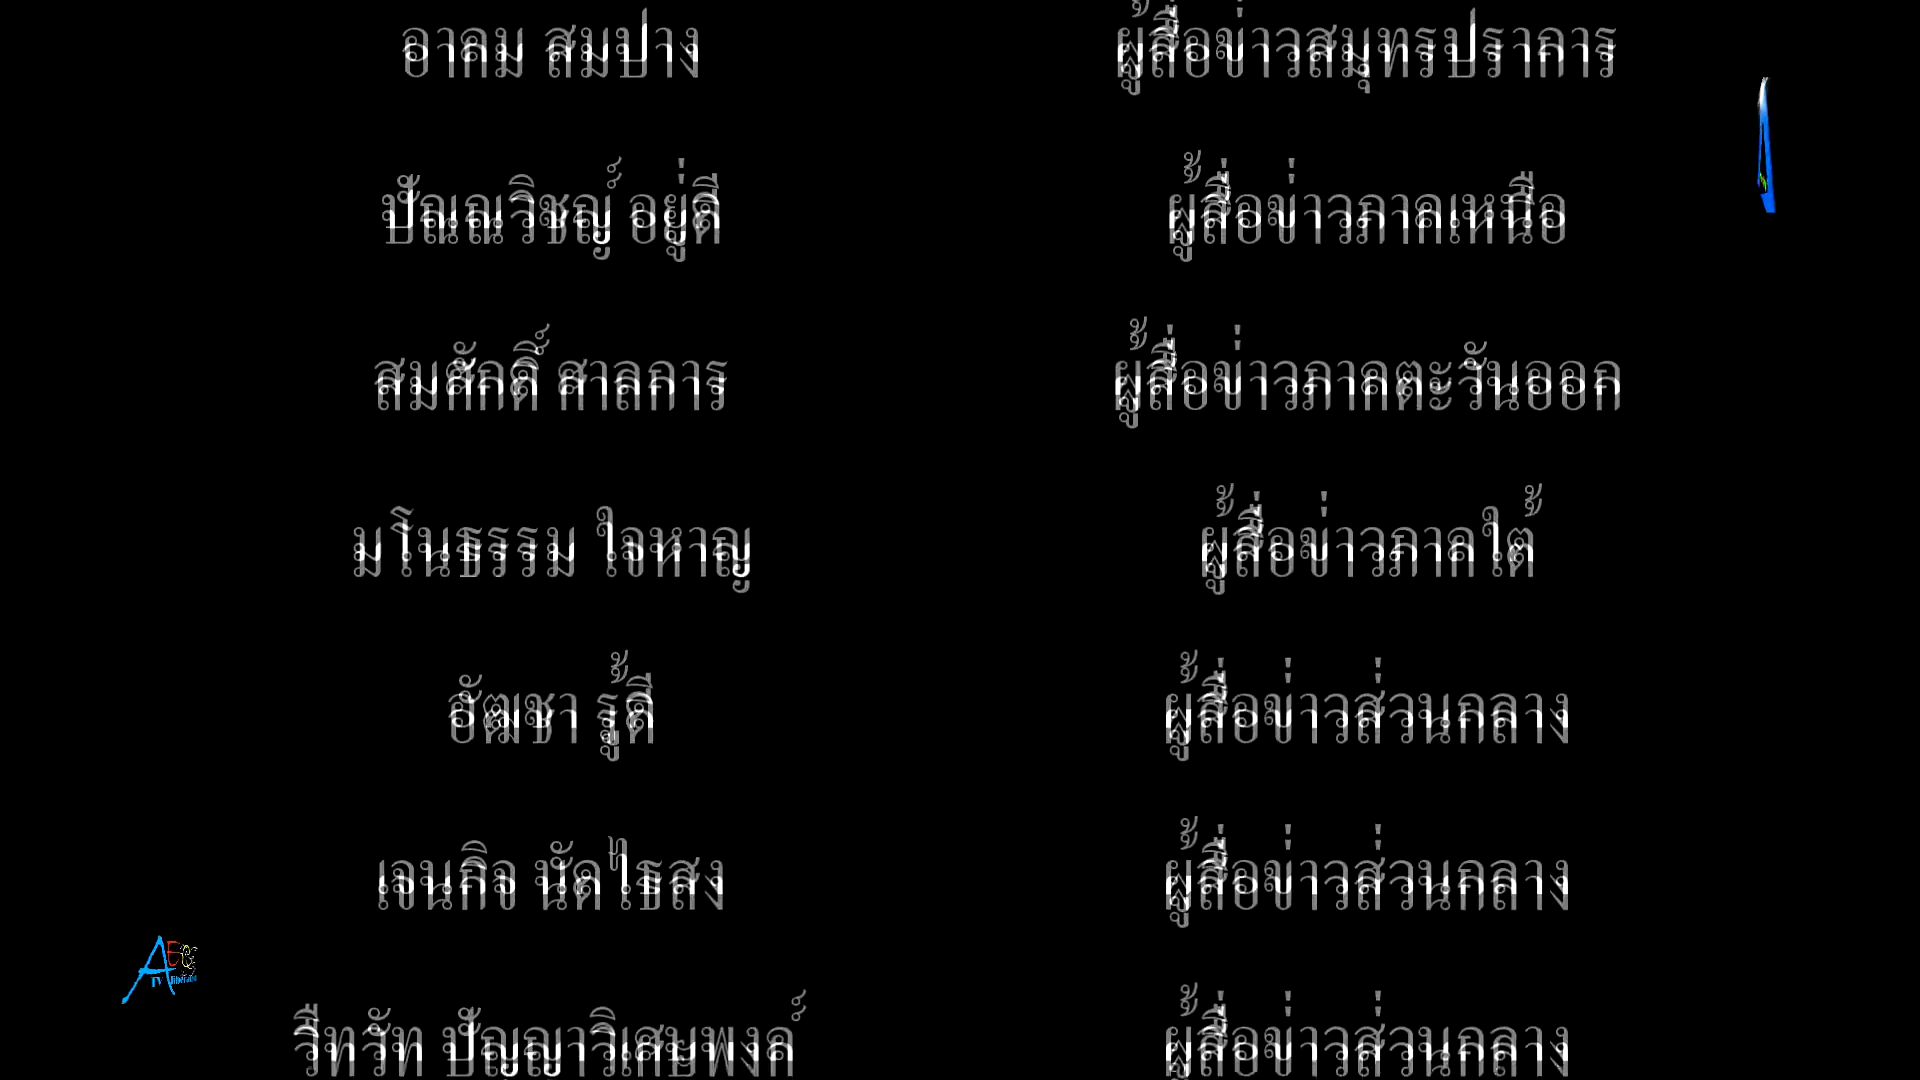 อาคม สมปาง ผู้สื่อข่าวสมุทรปราการ
ปัณณวิชญ์ อยู่ดี ผู้สื่อข่าวภาคเหนือ
สมศักดิ์ สาลการ ผู้สื่อข่าวภาคตะวันออก
มโนธรรม ใจหาญ ผู้สื่อข่าวภาคใต้
อัฒชา รู้ดี ผู้สื่อข่าวส่วนกลาง
เจนกิจ นัดไธสง ผู้สื่อข่าวส่วนกลาง
ปัญญาวิเศษพงศ์ ผู้สื่อข่าวส่วนกลาง
AEC
TV